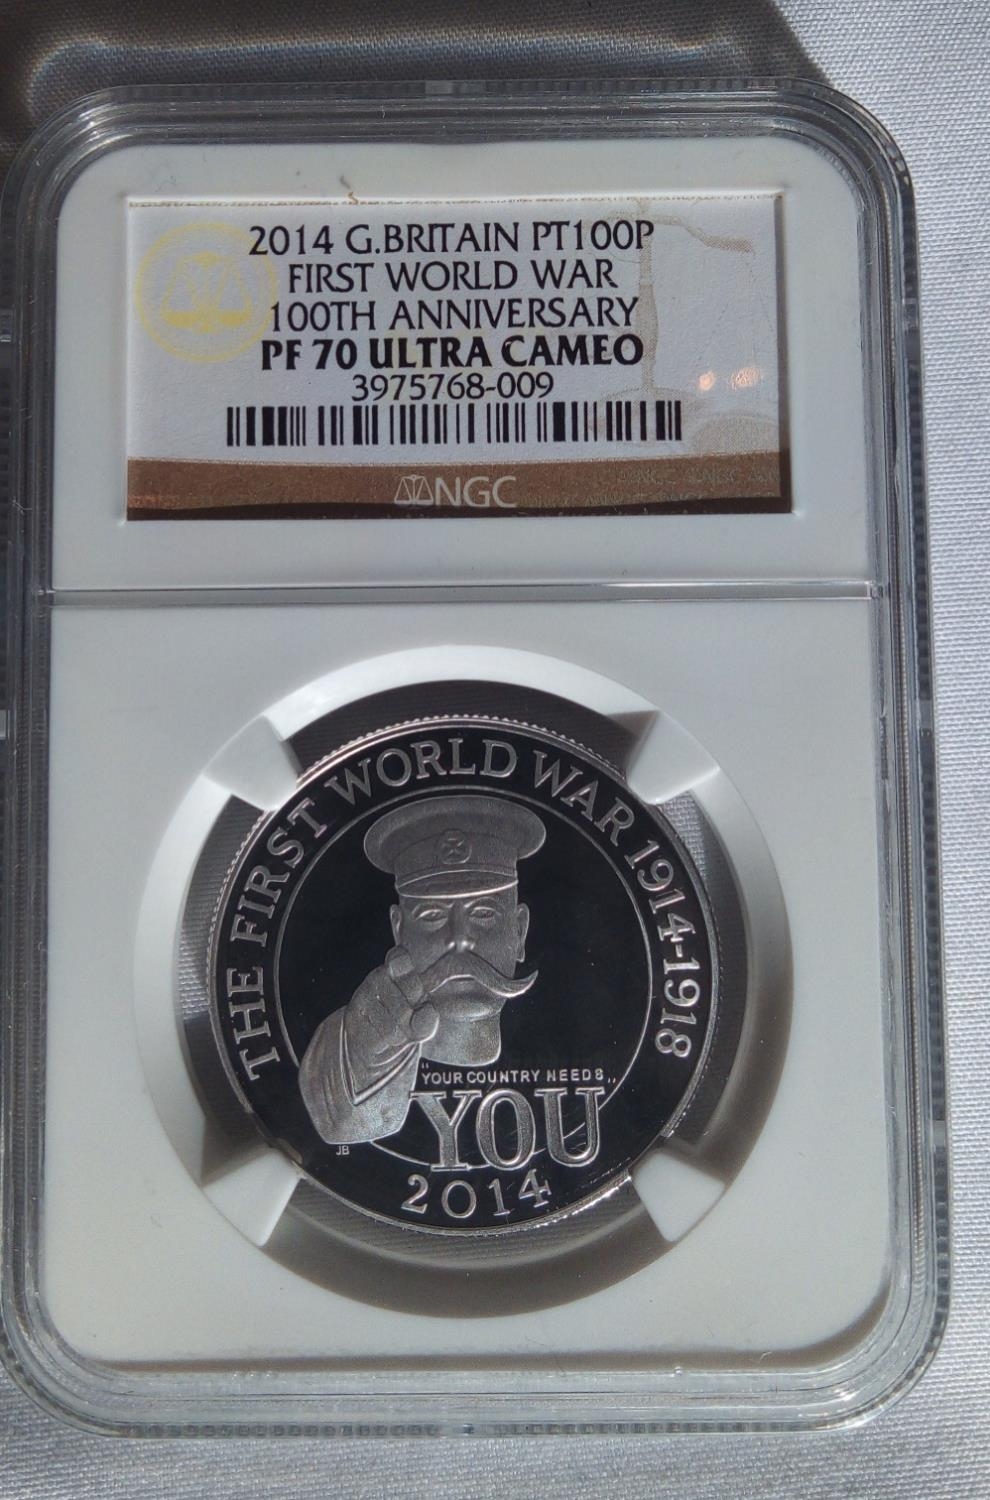 2014 G.BRITAIN PT100P
FIRST WORLD WAR
100TH ANNIVERSARY
PF 70 ULTRA CAMEO
3975768-009
NGC
THE FIRST WORLD WAR 1914-1918
"YOUR COUNTRY NEEDS„
YOU
JB
2014